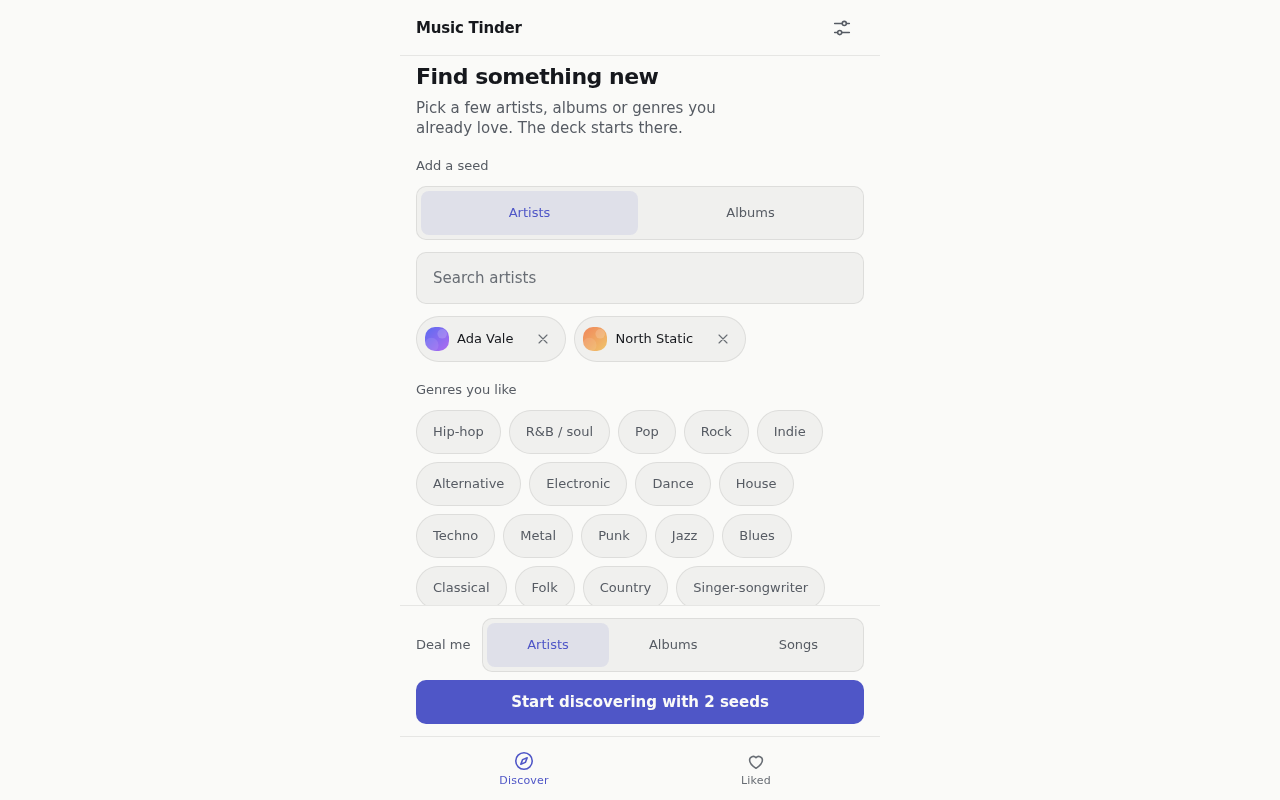 Music Tinder
Find something new
Pick a few artists, albums or genres you
already love. The deck starts there.
Add a seed
Artists Albums
Search artists
Ada Vale North Static
Genres you like
Hip-hop R&B / soul Pop Rock Indie
Alternative Electronic Dance House
Techno Metal Punk Jazz Blues
Classical Folk Country Singer-songwriter
Deal me Artists Albums Songs
Start discovering with 2 seeds
Discover Liked